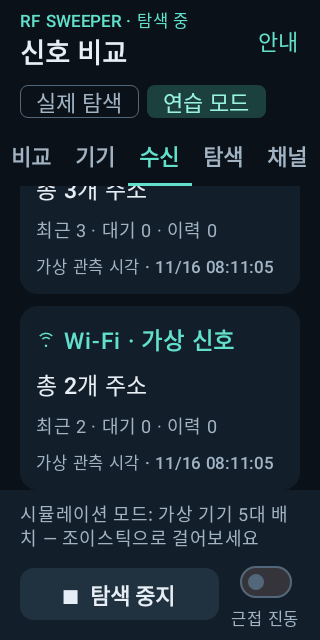 RF SWEEPER · 탐색 중
신호 비교
안내
실제 탐색
연습 모드
비교 기기 수신 탐색 채널
총 3개 주소
최근 3 · 대기 0 · 이력 0
가상 관측 시각 · 11/16 08:11:05
Wi-Fi · 가상 신호
총 2개 주소
최근 2 · 대기 0 · 이력 0
가상 관측 시각 · 11/16 08:11:05
시뮬레이션 모드: 가상 기기 5대 배
치 — 조이스틱으로 걸어보세요
탐색 중지
근접 진동